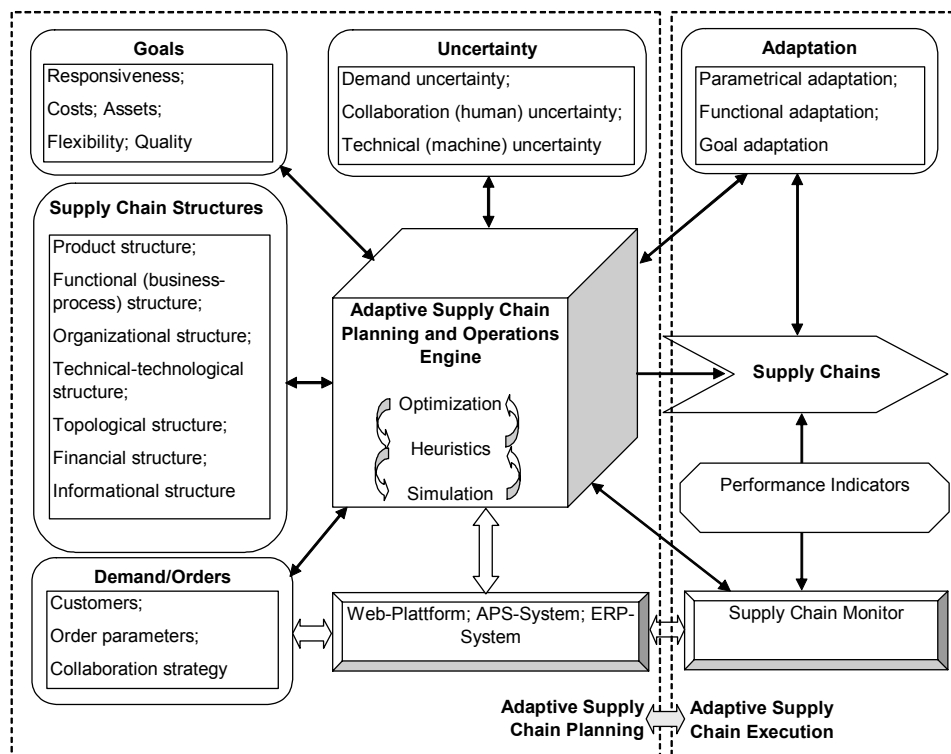 Goals
Responsiveness;
Costs; Assets;
Flexibility; Quality
Uncertainty
Demand uncertainty;
Collaboration (human) uncertainty;
Technical (machine) uncertainty
Adaptation
Parametrical adaptation;
Functional adaptation;
Goal adaptation
Supply Chain Structures
Product structure;
Functional (business-
process) structure;
Organizational structure;
Technical-technological
structure;
Topological structure;
Financial structure;
Informational structure
Adaptive Supply Chain
Planning and Operations
Engine
Optimization
Heuristics
Simulation
Supply Chains
Performance Indicators
Demand/Orders
Customers;
Order parameters;
Collaboration strategy
Web-Plattform; APS-System; ERP-
System
Supply Chain Monitor
Adaptive Supply
Chain Planning
Adaptive Supply
Chain Execution